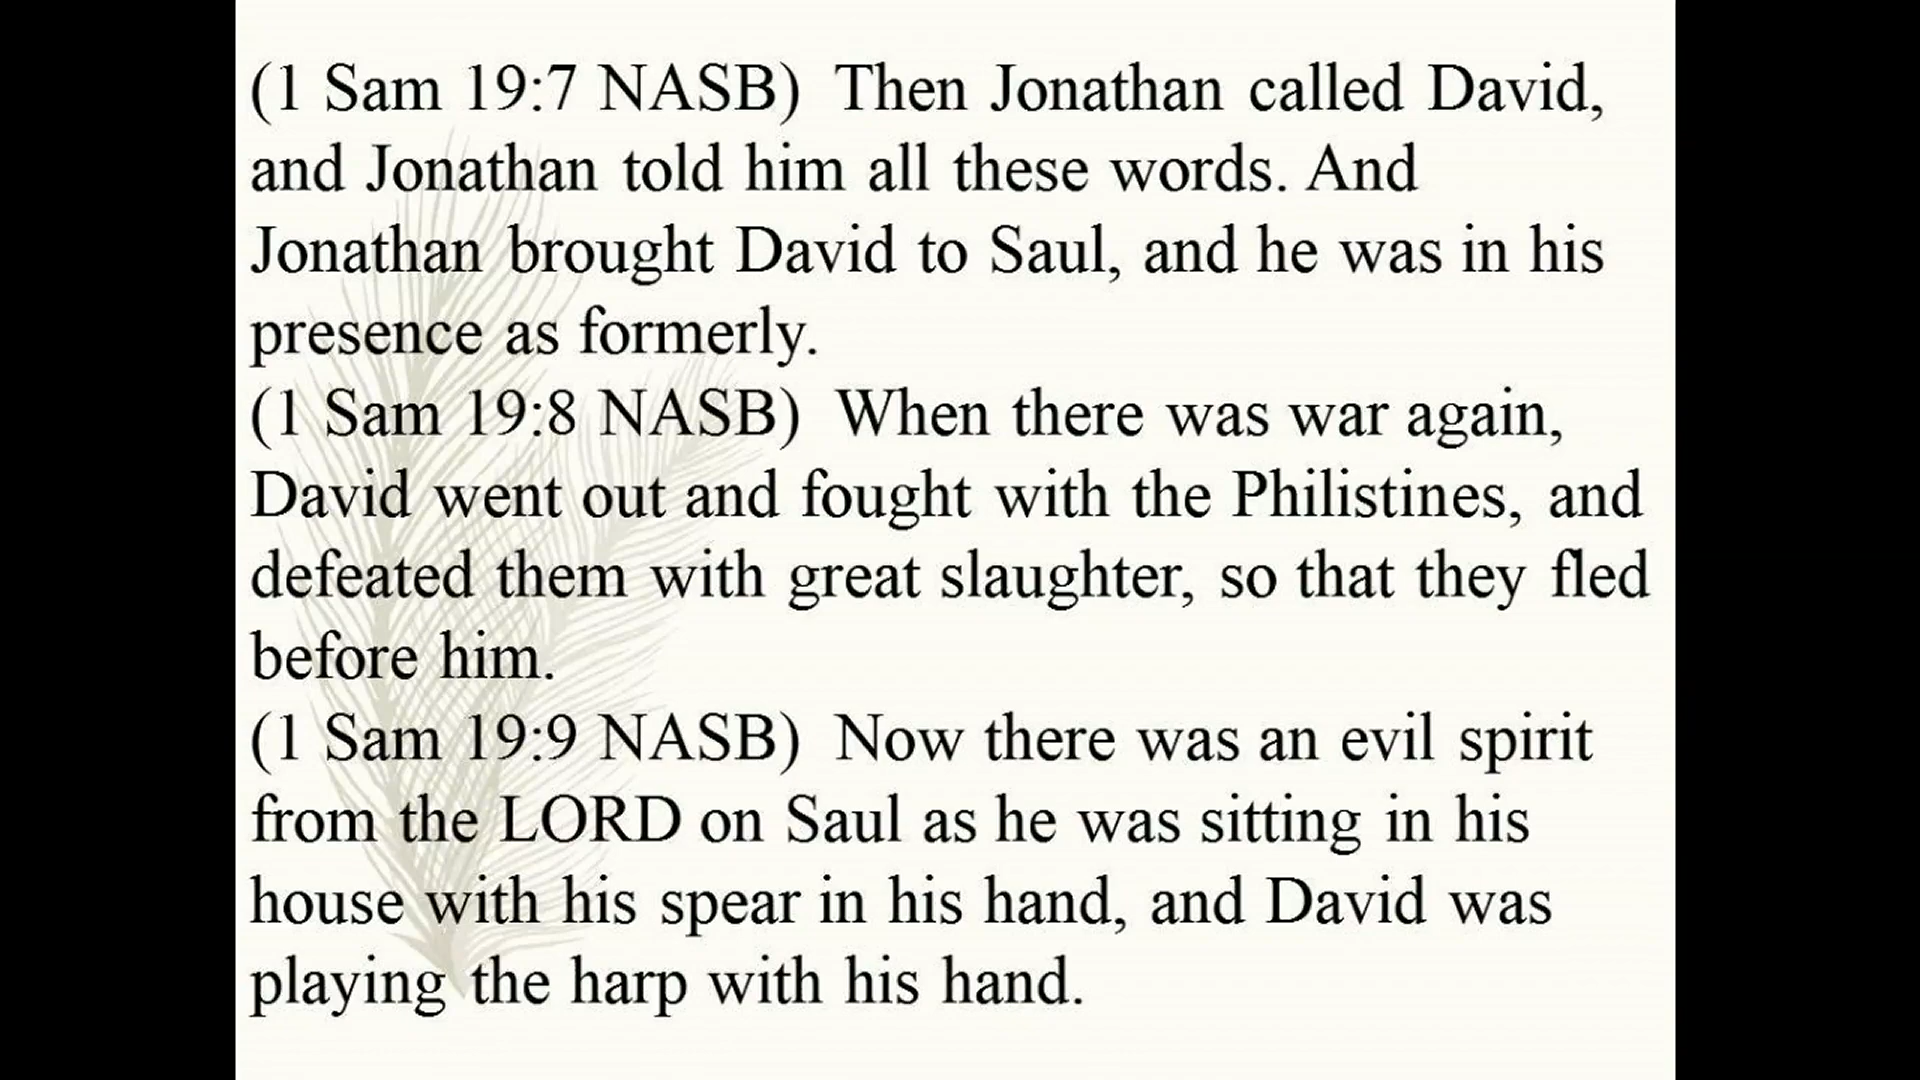 (1 Sam 19:7 NASB) Then Jonathan called David,
and Jonathan told him all these words. And
Jonathan brought David to Saul, and he was in his
presence as formerly.
(1 Sam 19:8 NASB) When there was war again,
David went out and fought with the Philistines, and
defeated them with great slaughter, so that they fled
before him.
(1 Sam 19:9 NASB) Now there was an evil spirit
from the LORD on Saul as he was sitting in his
house with his spear in his hand, and David was
playing the harp with his hand.